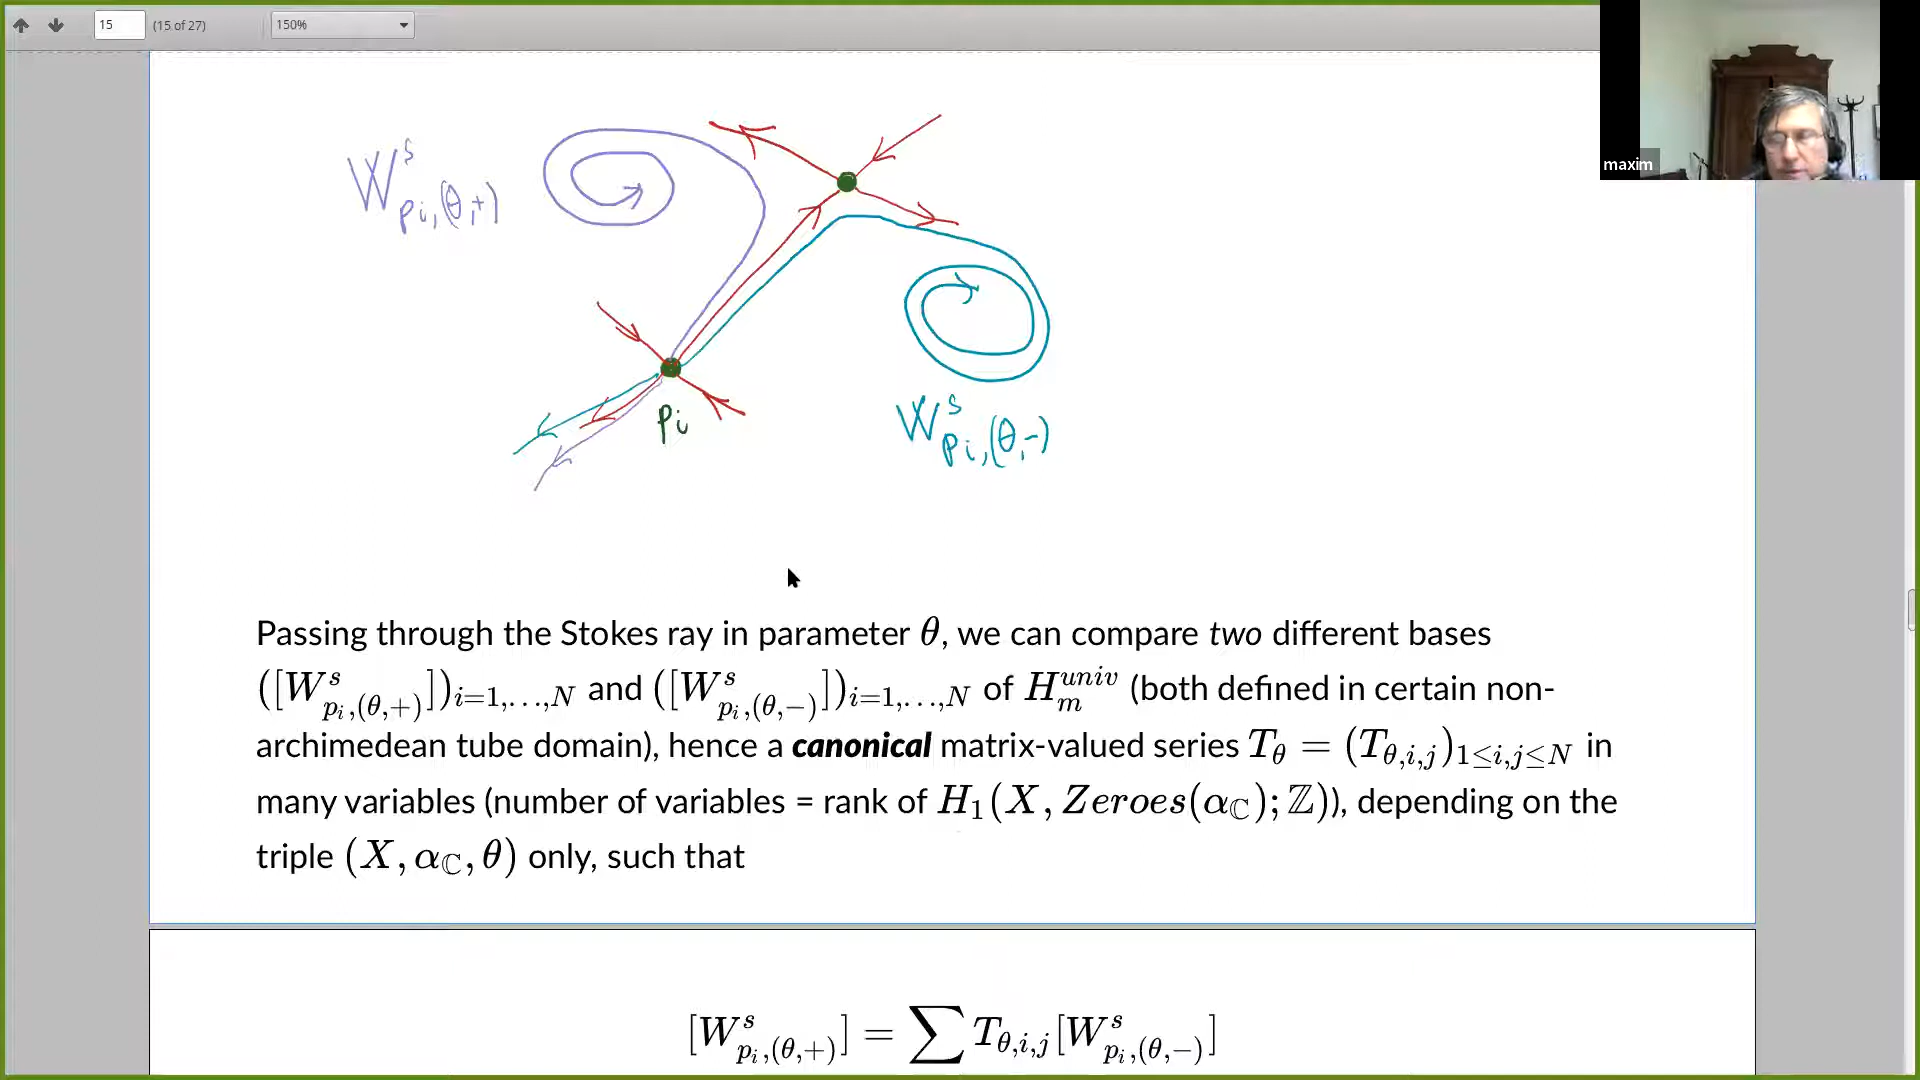 15 (15 of 27) 150%
maxim
W^s_{p_i,(θ,+)}
p_i
W^s_{p_i,(θ,-)}
Passing through the Stokes ray in parameter θ, we can compare two different bases
([W^s_{p_i,(θ,+)}])_{i=1,…,N} and ([W^s_{p_i,(θ,−)}])_{i=1,…,N} of H^{univ}_m (both defined in certain non-
archimedean tube domain), hence a canonical matrix-valued series T_θ = (T_{θ,i,j})_{1≤i,j≤N} in
many variables (number of variables = rank of H_1(X, Zeroes(α_ℂ); ℤ)), depending on the
triple (X, α_ℂ, θ) only, such that
[W^s_{p_i,(θ,+)}] = ∑ T_{θ,i,j}[W^s_{p_i,(θ,−)}]